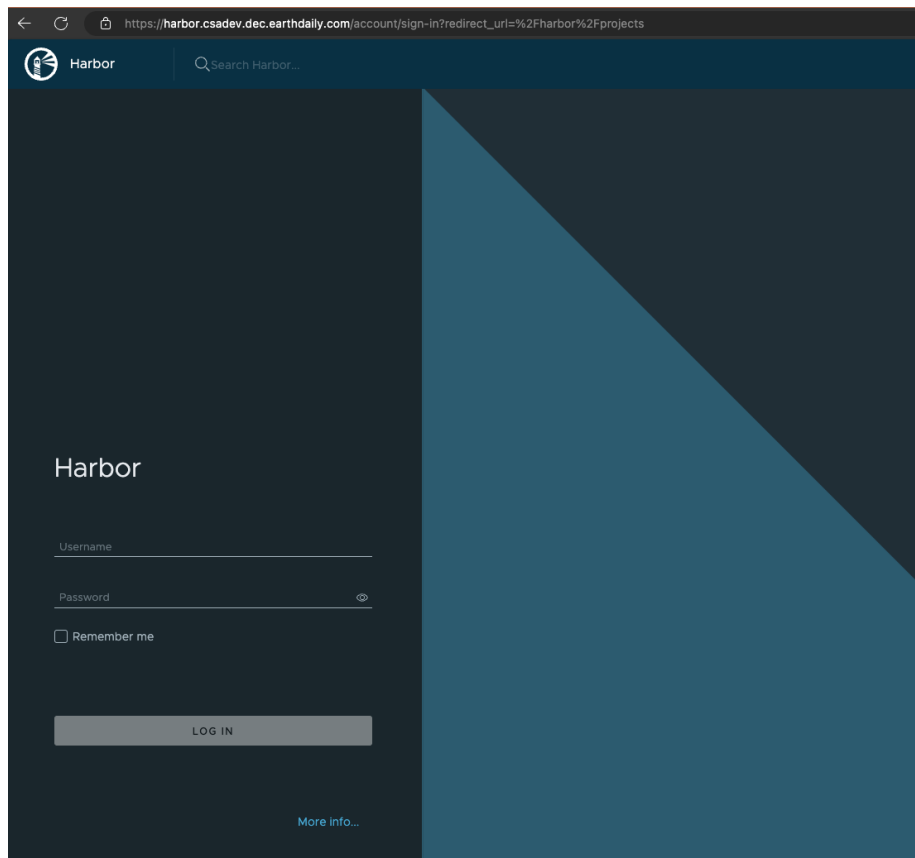 https://harbor.csadev.dec.earthdaily.com/account/sign-in?redirect_url=%2Fharbor%2Fprojects
Harbor
Search Harbor...
Harbor
Username
Password
Remember me
LOG IN
More info...